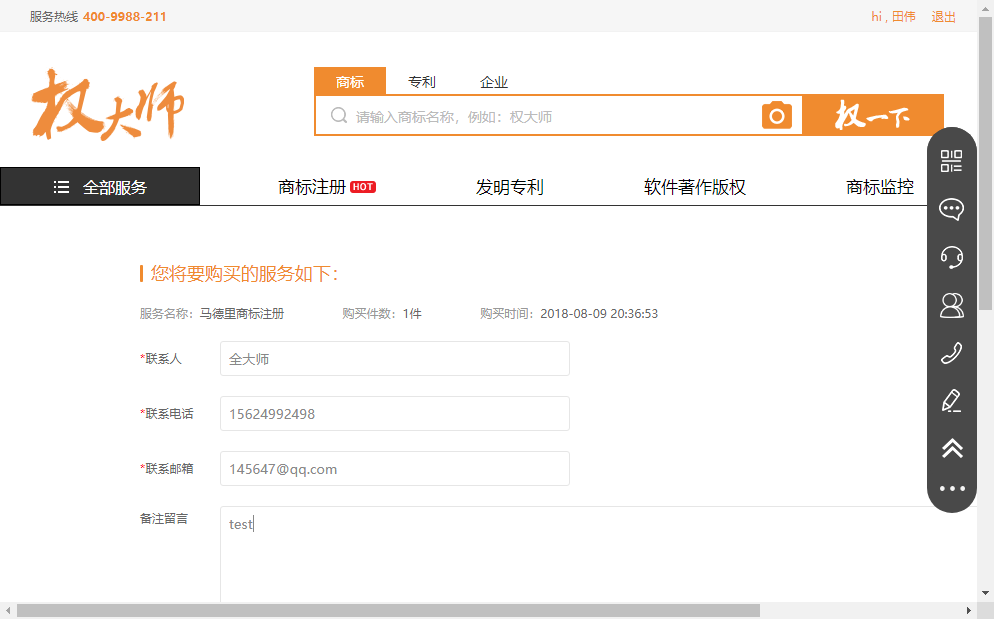 服务热线 400-9988-211
hi , 田伟 退出
权大师
商标 专利 企业
请输入商标名称，例如：权大师
权一下
全部服务 商标注册 HOT 发明专利 软件著作版权 商标监控
您将要购买的服务如下：
服务名称：马德里商标注册 购买件数：1件 购买时间：2018-08-09 20:36:53
*联系人 全大师
*联系电话 15624992498
*联系邮箱 145647@qq.com
备注留言 test